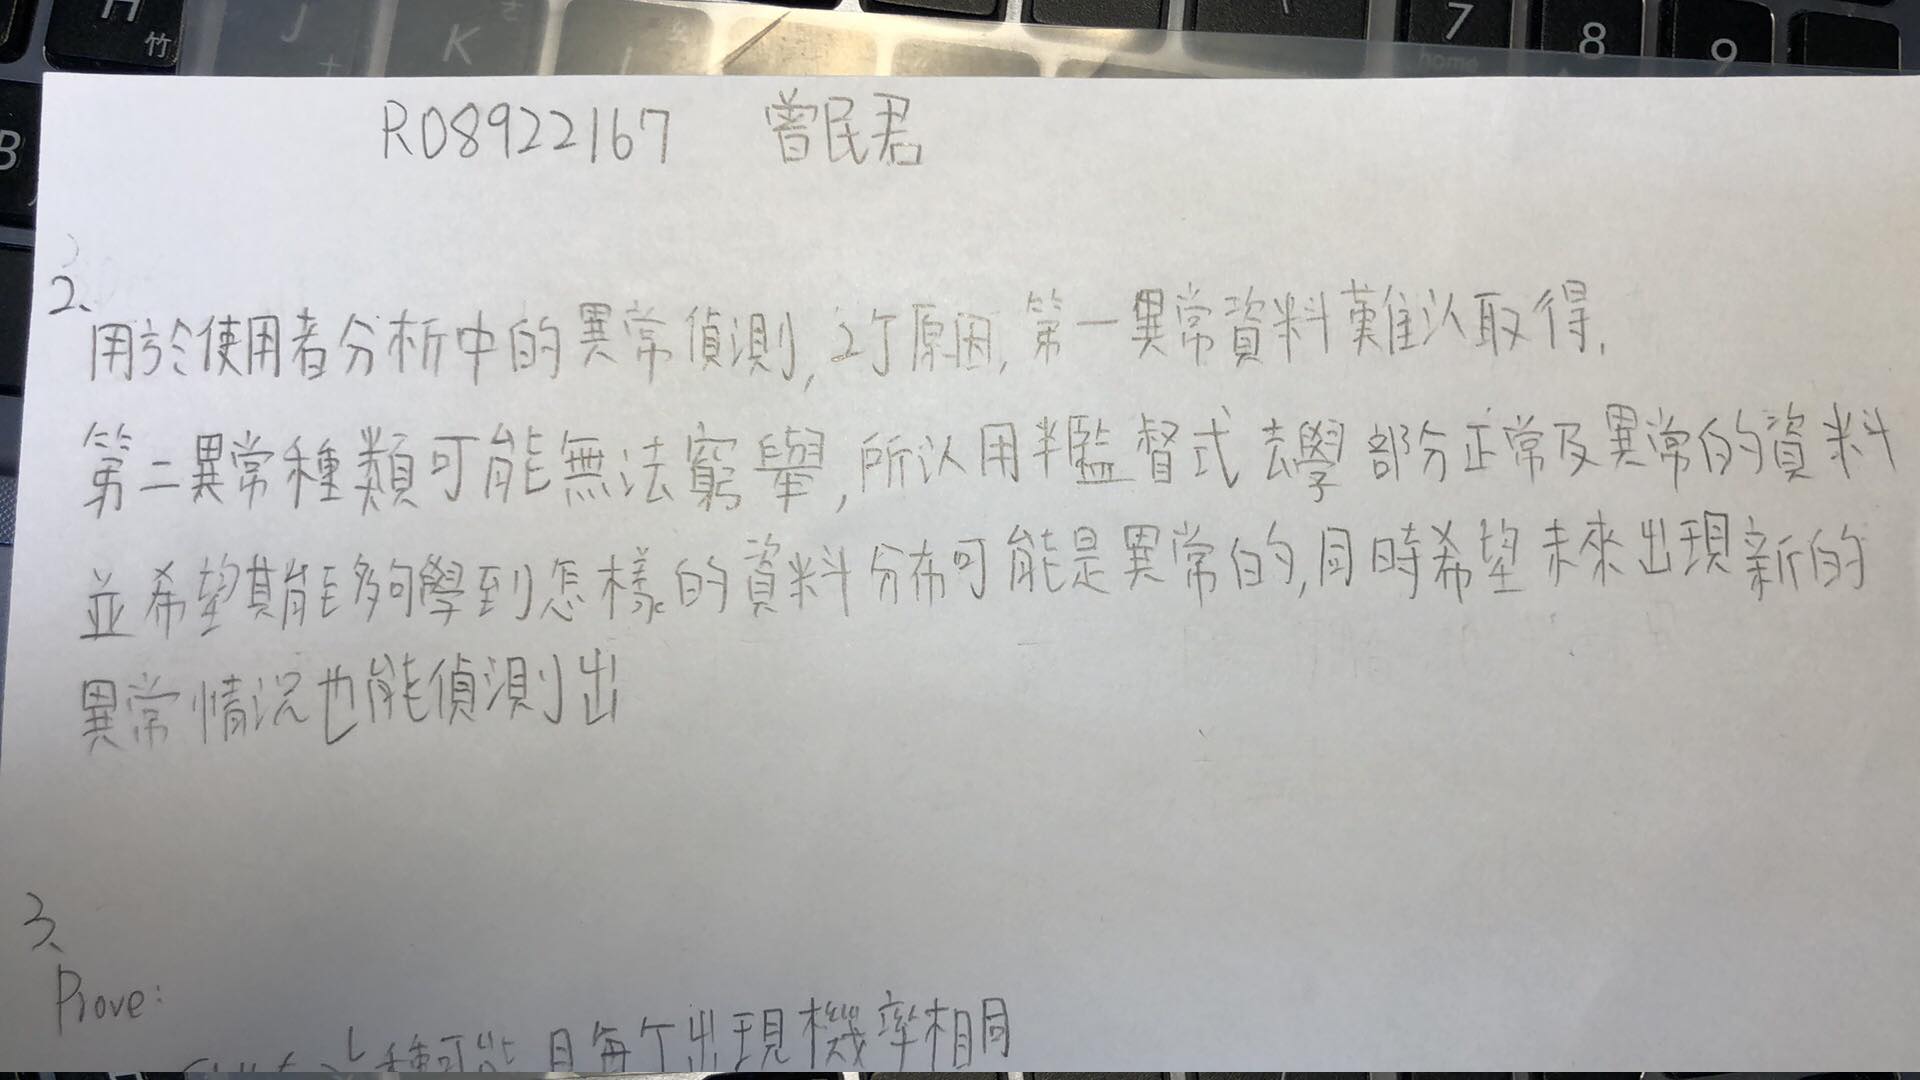 H 竹 J K 7 8 9 home
B
R08922167 曾民君
2、
用於使用者分析中的異常偵測, 2个原因, 第一異常資料難以取得,
第二異常種類可能無法窮舉, 所以用半監督式去學部分正常及異常的資料
並希望其能夠學到怎樣的資料分布可能是異常的, 同時希望未來出現新的
異常情況也能偵測出
3、
Prove:
種可能 且每个出現機率相同